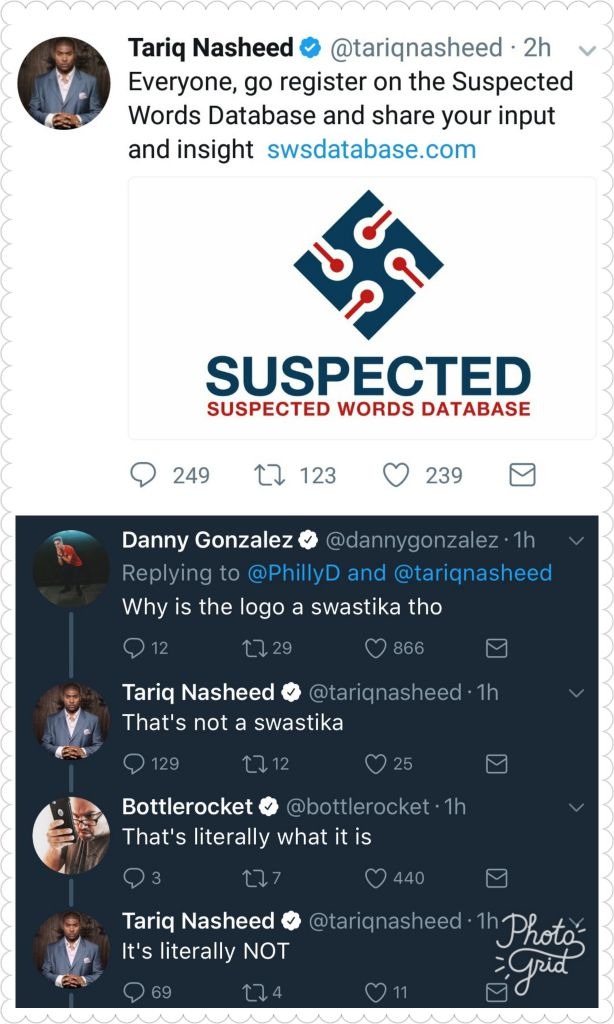 Tariq Nasheed @tariqnasheed · 2h
Everyone, go register on the Suspected
Words Database and share your input
and insight swsdatabase.com
SUSPECTED
SUSPECTED WORDS DATABASE
249 123 239
Danny Gonzalez @dannygonzalez · 1h
Replying to @PhillyD and @tariqnasheed
Why is the logo a swastika tho
12 29 866
Tariq Nasheed @tariqnasheed · 1h
That's not a swastika
129 12 25
Bottlerocket @bottlerocket · 1h
That's literally what it is
3 7 440
Tariq Nasheed @tariqnasheed · 1h
It's literally NOT
69 4 11
Photo
Grid